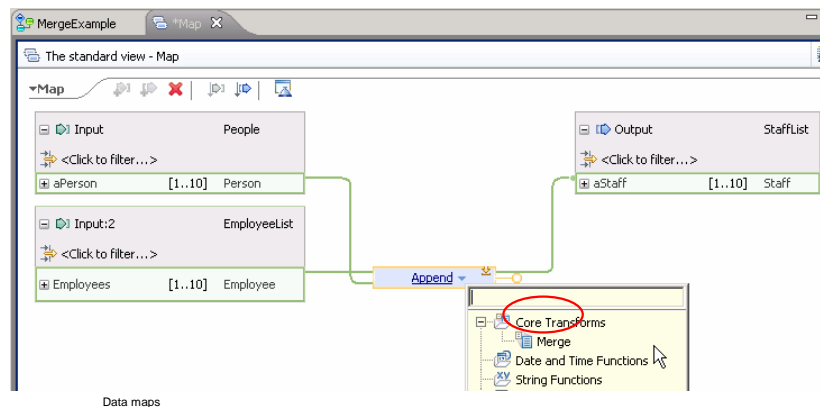 MergeExample *Map
The standard view - Map
Map
Input People
<Click to filter...>
aPerson [1..10] Person
Input:2 EmployeeList
<Click to filter...>
Employees [1..10] Employee
Output StaffList
<Click to filter...>
aStaff [1..10] Staff
Append
Core Transforms
Merge
Date and Time Functions
XY String Functions
Data maps